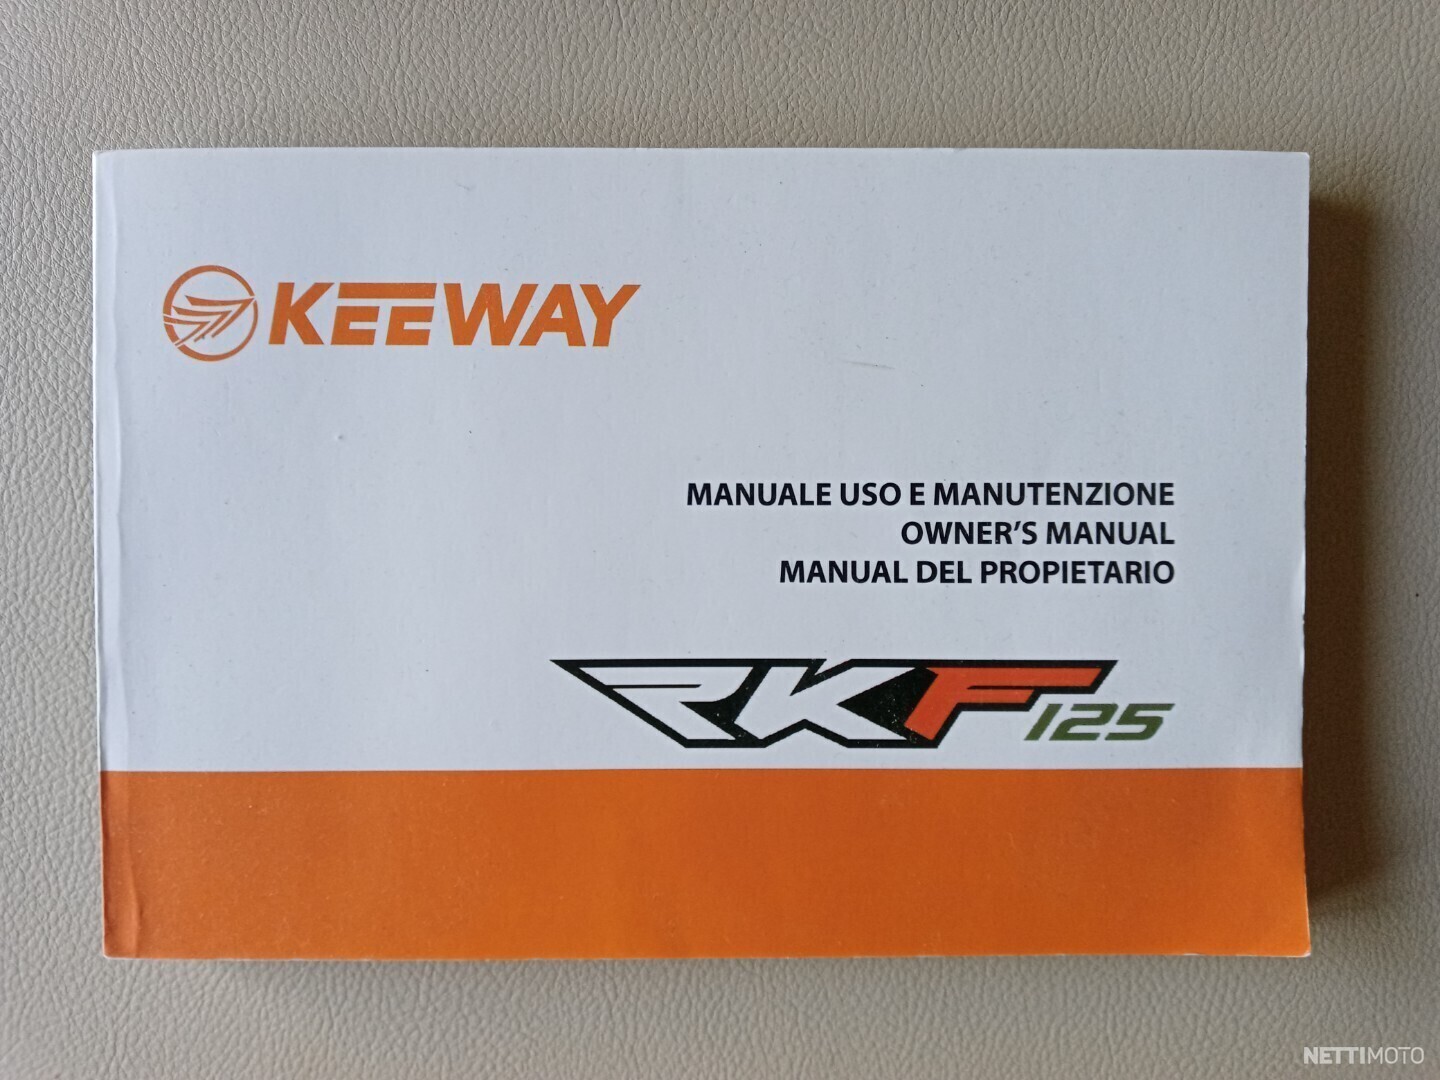 KEEWAY
MANUALE USO E MANUTENZIONE
OWNER'S MANUAL
MANUAL DEL PROPIETARIO
RKF 125
NETTIMOTO